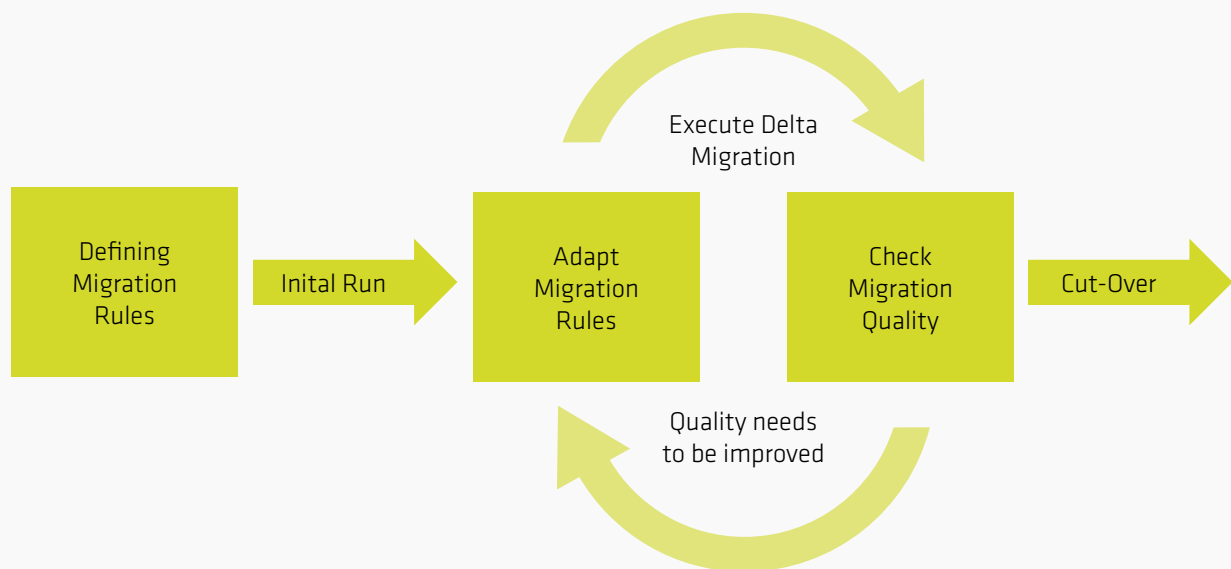 Execute Delta
Migration
Defining
Migration
Rules
Inital Run
Adapt
Migration
Rules
Check
Migration
Quality
Cut-Over
Quality needs
to be improved